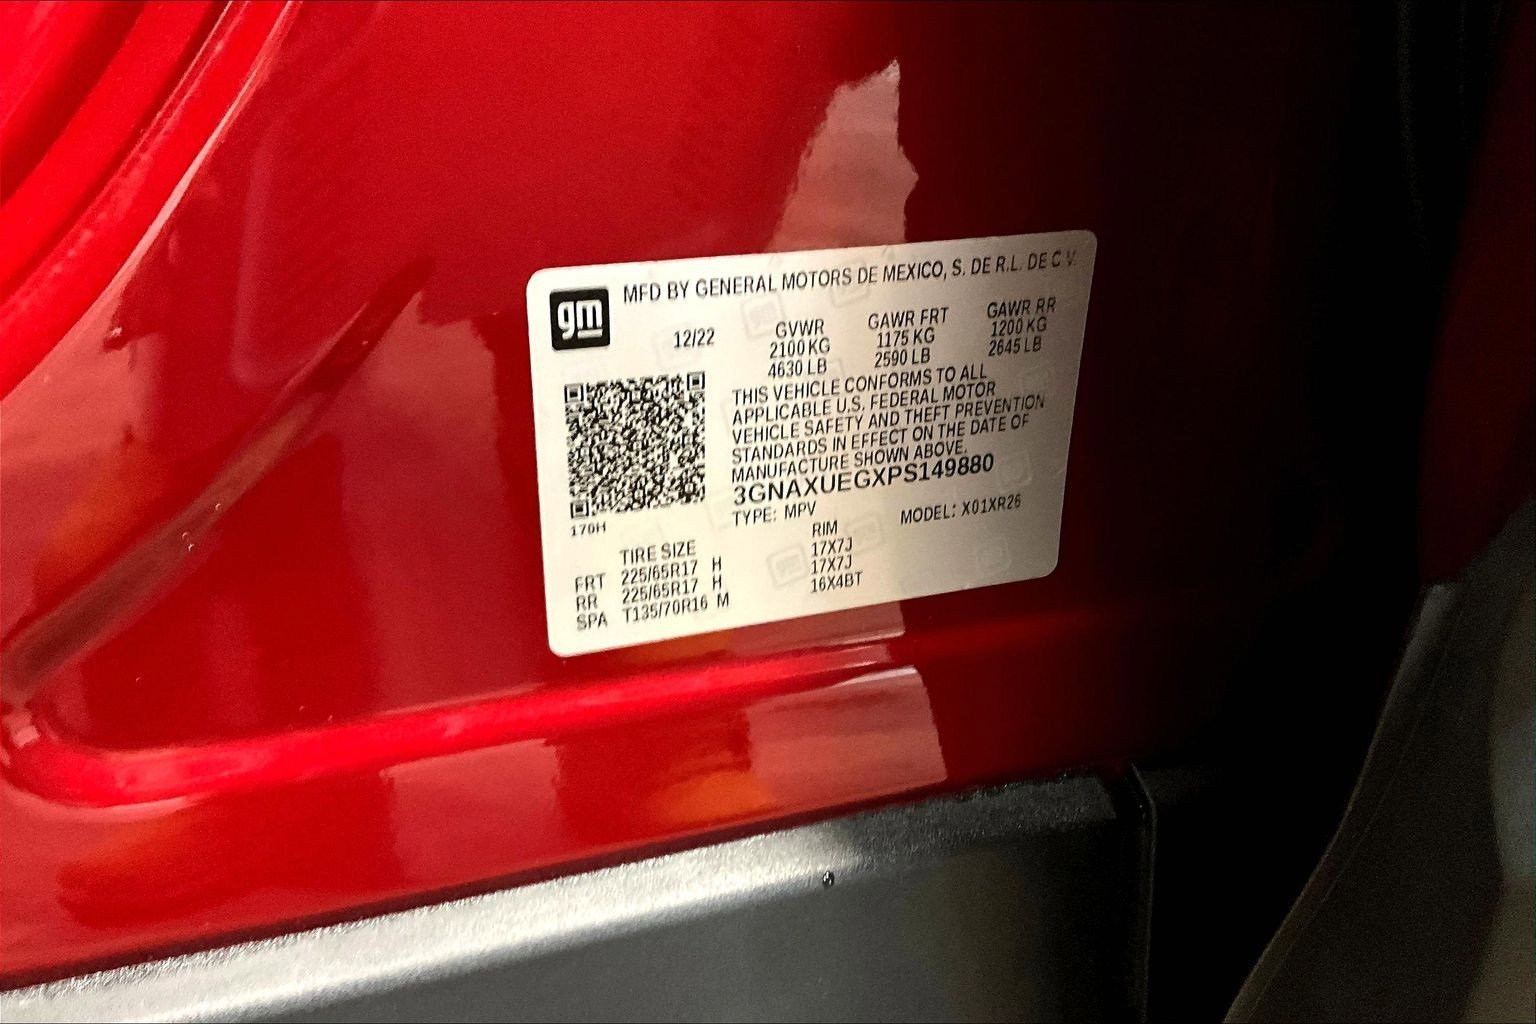 gm
MFD BY GENERAL MOTORS DE MEXICO, S. DE R.L. DE C.V.
12/22 GVWR GAWR FRT GAWR RR
2100 KG 1175 KG 1200 KG
4630 LB 2590 LB 2645 LB
THIS VEHICLE CONFORMS TO ALL
APPLICABLE U.S. FEDERAL MOTOR
VEHICLE SAFETY AND THEFT PREVENTION
STANDARDS IN EFFECT ON THE DATE OF
MANUFACTURE SHOWN ABOVE.
3GNAXUEGXPS149880
170H
TYPE: MPV MODEL: X01XR26
TIRE SIZE RIM
FRT 225/65R17 H 17X7J
RR 225/65R17 H 17X7J
SPA T135/70R16 M 16X4BT